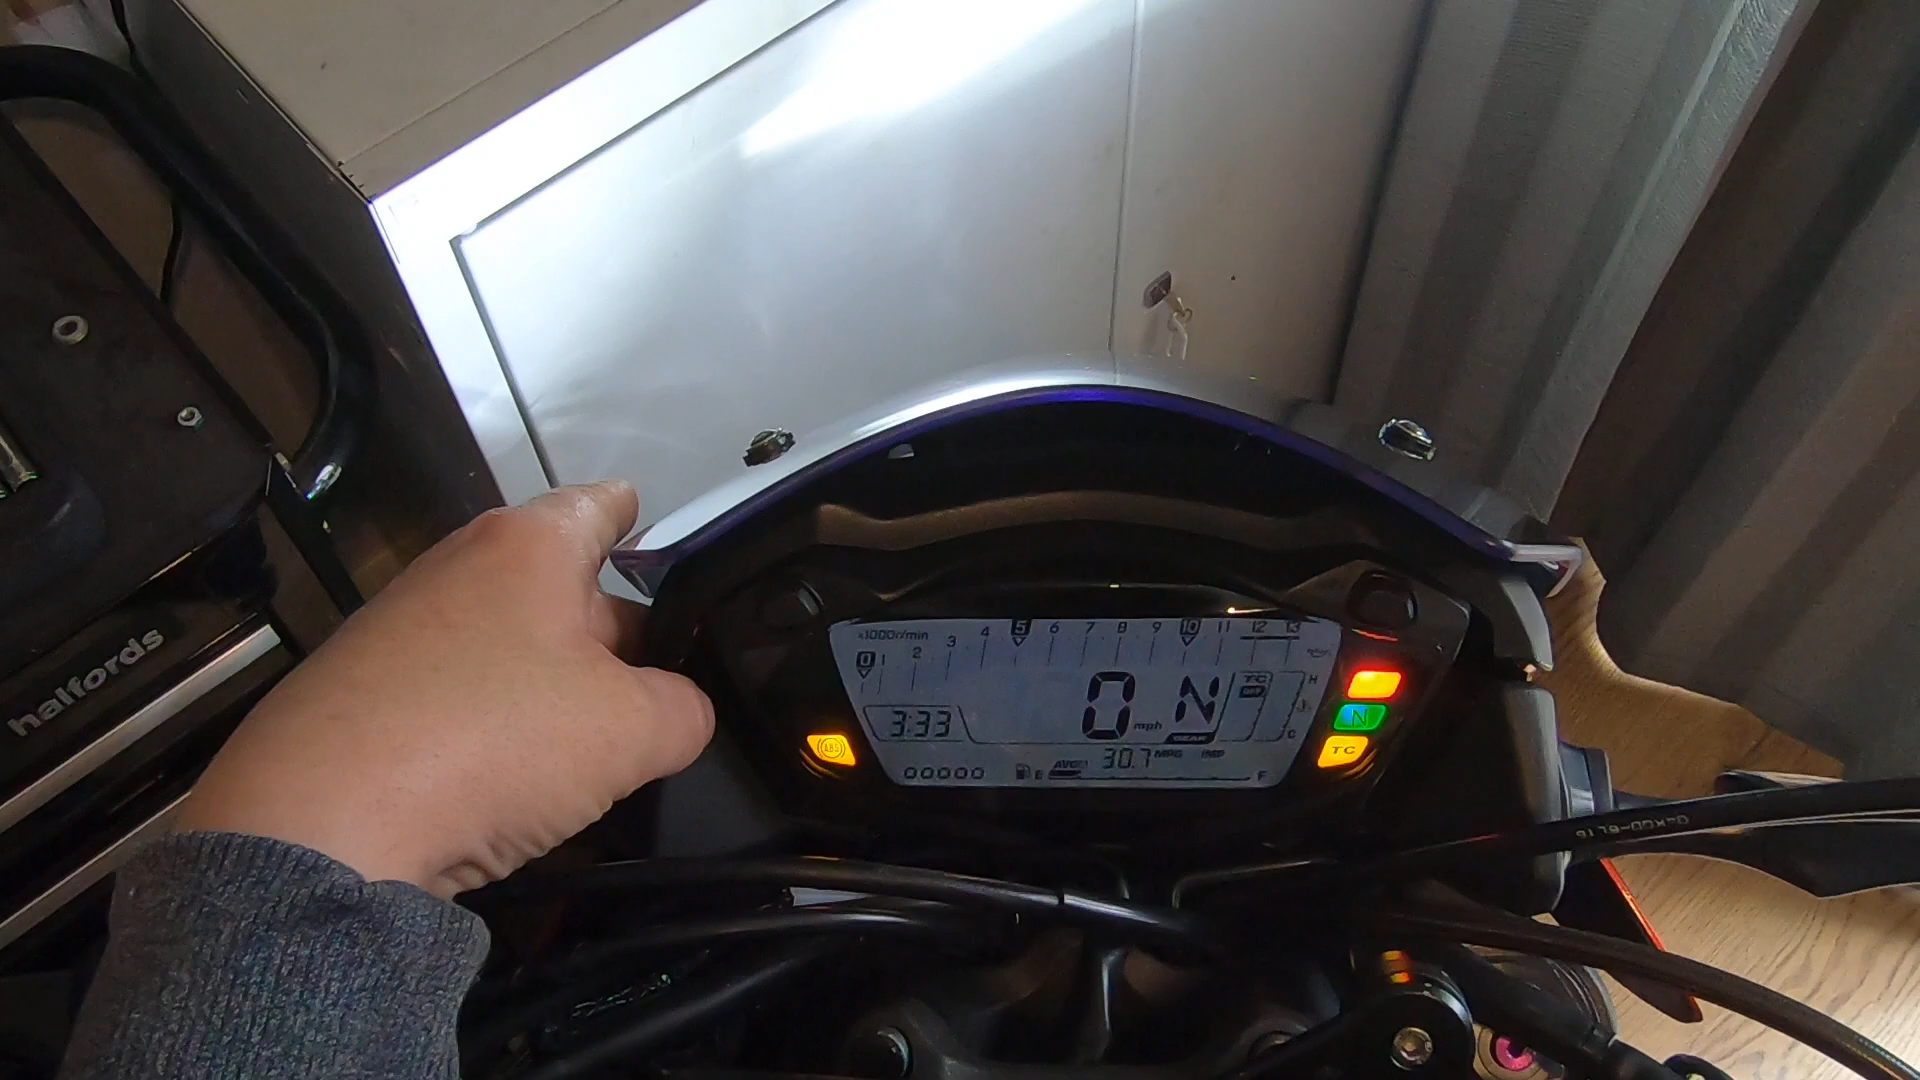 halfords
x1000r/min
0 1 2 3 4 5 6 7 8 9 10 11 12 13
TC
OFF
H
0 mph N
GEAR
C
3:33
AVG
30.7 MPG IMP
00000
E F
ABS
N
TC